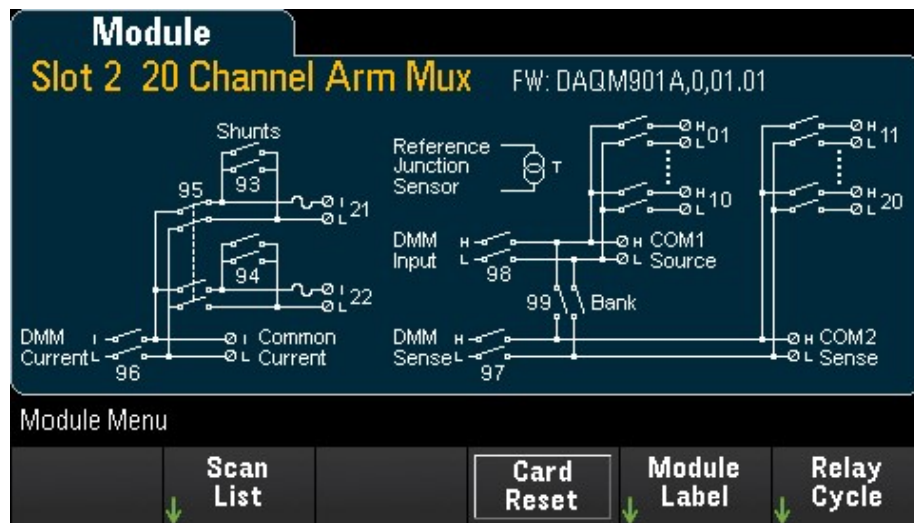 Module
Slot 2 20 Channel Arm Mux FW: DAQM901A,0,01.01
Shunts
93
95
I
L
21
94
I
L
22
DMM I
Current L
96
I Common
L Current
Reference
Junction
Sensor
T
H
L
01
H
L
10
H
L
11
H
L
20
DMM H
Input L
98
H COM1
L Source
99
Bank
DMM H
Sense L
97
H COM2
L Sense
Module Menu
Scan
List
Card
Reset
Module
Label
Relay
Cycle